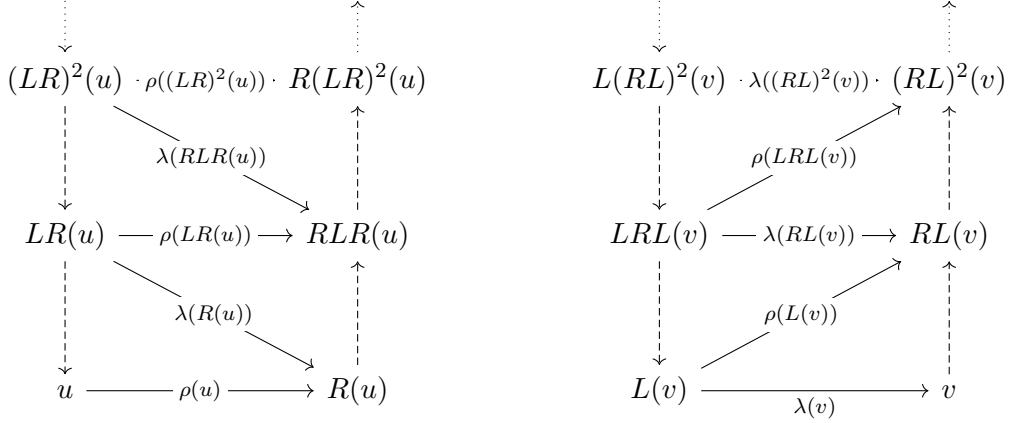 (LR)²(u) ρ((LR)²(u)) R(LR)²(u) L(RL)²(v) λ((RL)²(v)) (RL)²(v)
λ(RLR(u)) ρ(LRL(v))
LR(u) ρ(LR(u)) RLR(u) LRL(v) λ(RL(v)) RL(v)
λ(R(u)) ρ(L(v))
u ρ(u) R(u) L(v) λ(v) v